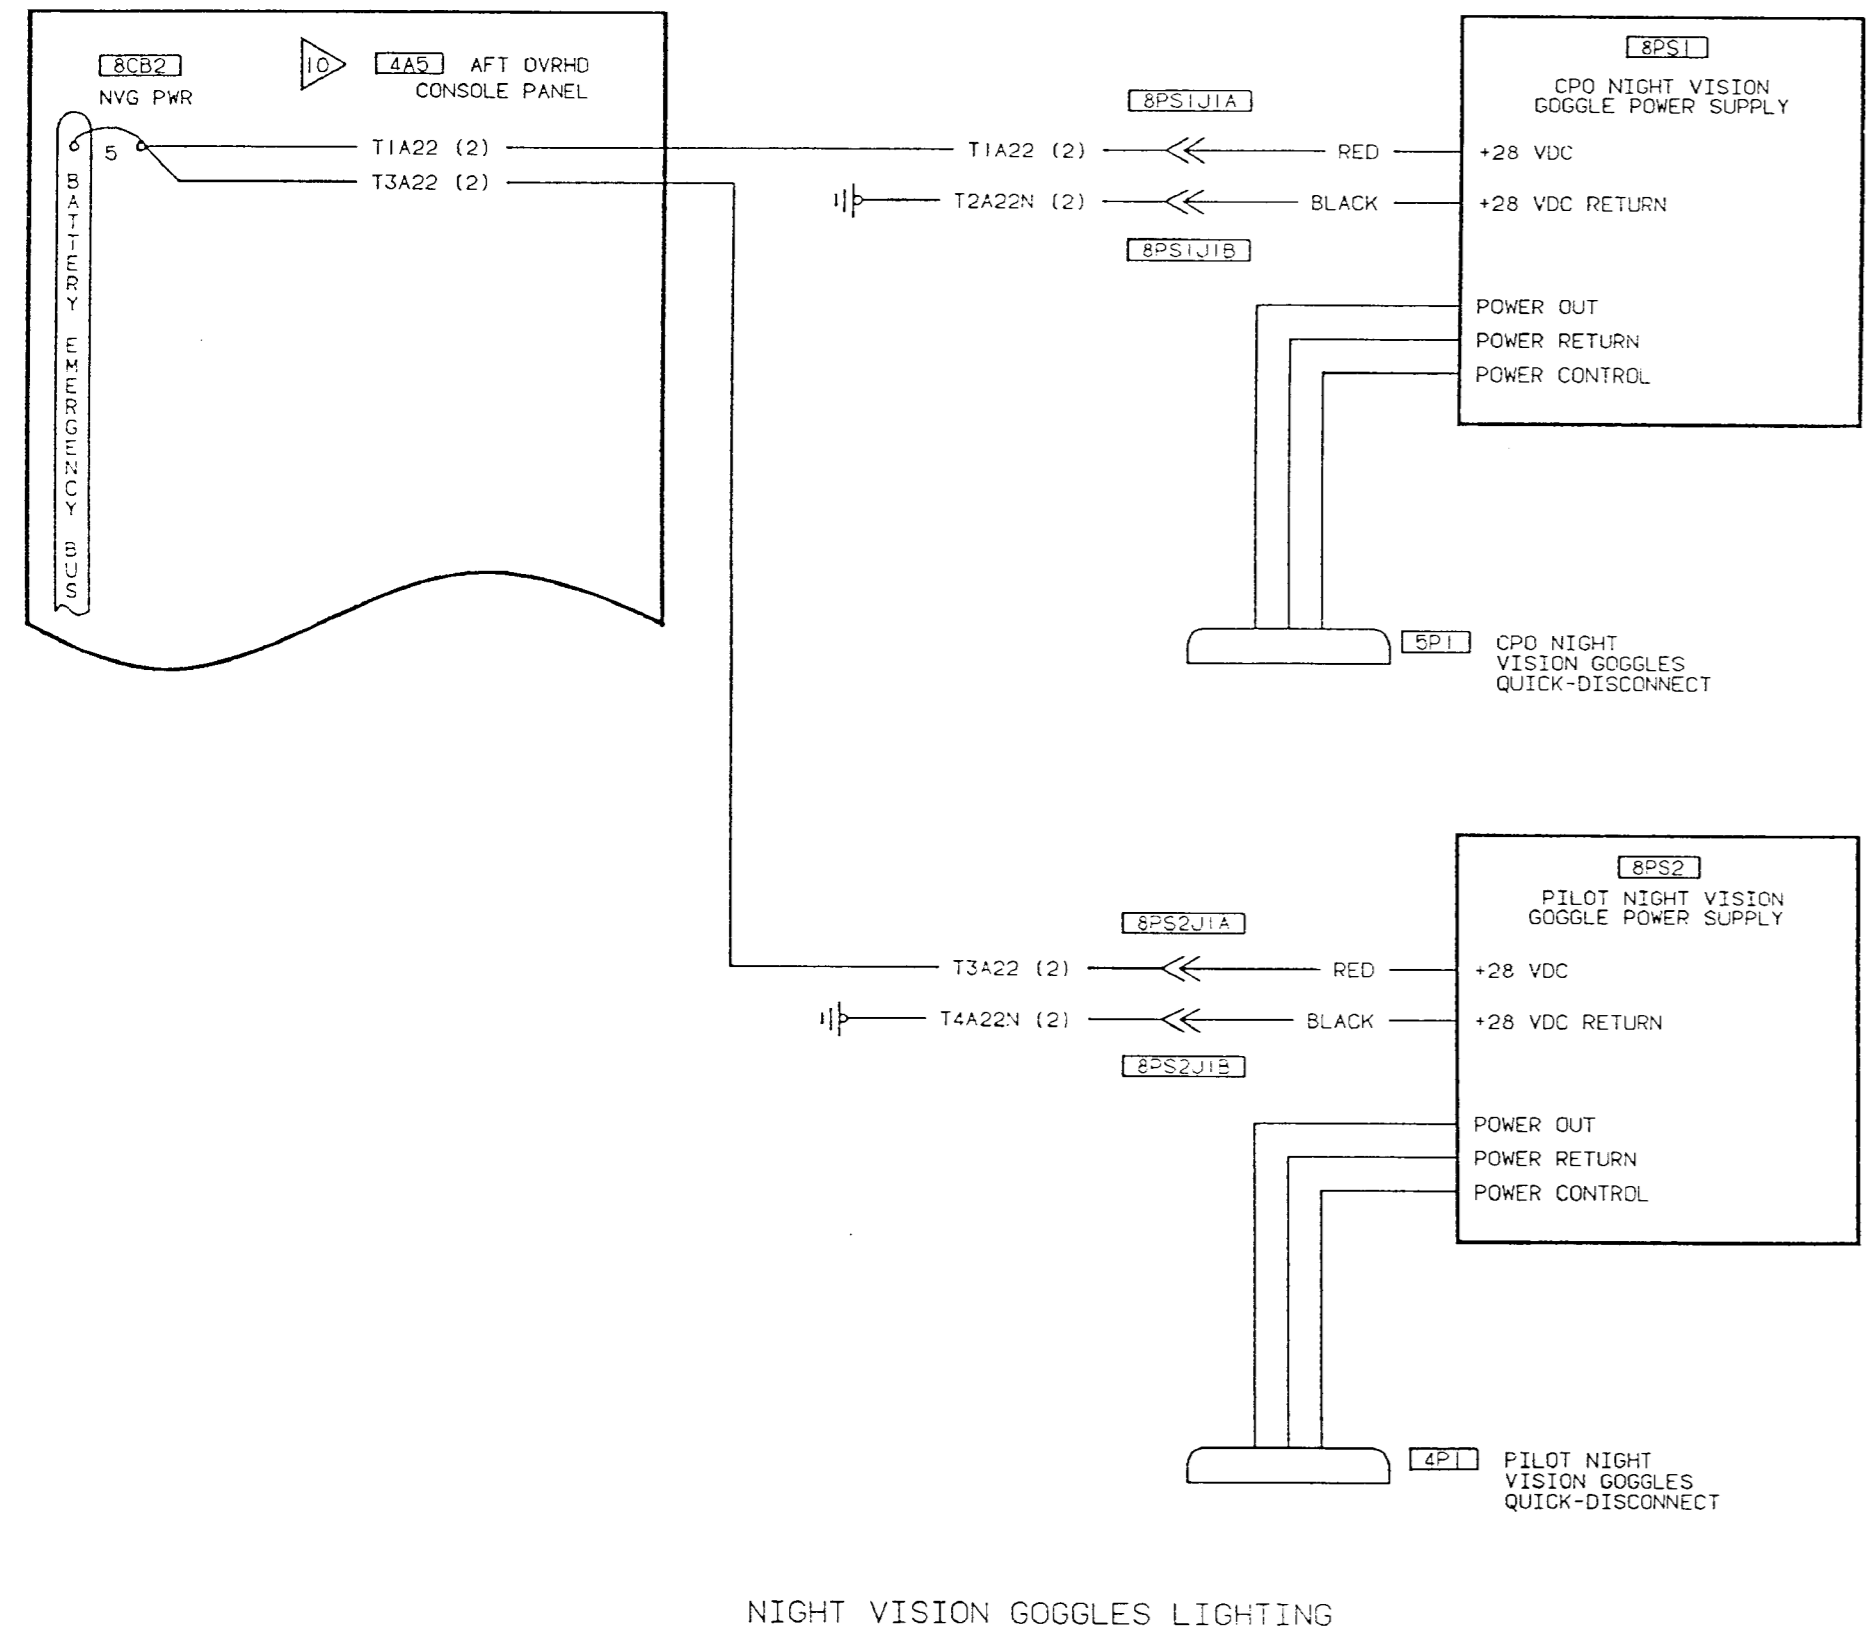 8CB2
NVG PWR
10
4A5 AFT OVRHD
CONSOLE PANEL
5
BATTERY EMERGENCY BUS
T1A22 (2)
T3A22 (2)
8PS1J1A
T1A22 (2)
RED
T2A22N (2)
BLACK
8PS1J1B
8PS1
CPO NIGHT VISION
GOGGLE POWER SUPPLY
+28 VDC
+28 VDC RETURN
POWER OUT
POWER RETURN
POWER CONTROL
5P1
CPO NIGHT
VISION GOGGLES
QUICK-DISCONNECT
8PS2J1A
T3A22 (2)
RED
T4A22N (2)
BLACK
8PS2J1B
8PS2
PILOT NIGHT VISION
GOGGLE POWER SUPPLY
+28 VDC
+28 VDC RETURN
POWER OUT
POWER RETURN
POWER CONTROL
4P1
PILOT NIGHT
VISION GOGGLES
QUICK-DISCONNECT
NIGHT VISION GOGGLES LIGHTING